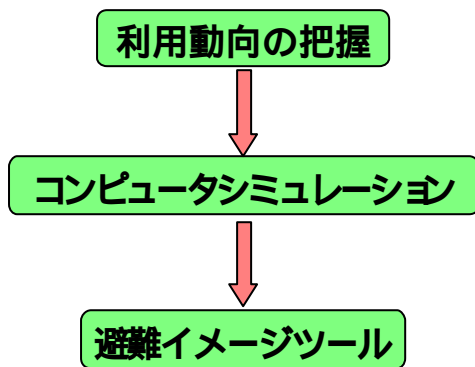 利用動向の把握
コンピュータシミュレーション
避難イメージツール